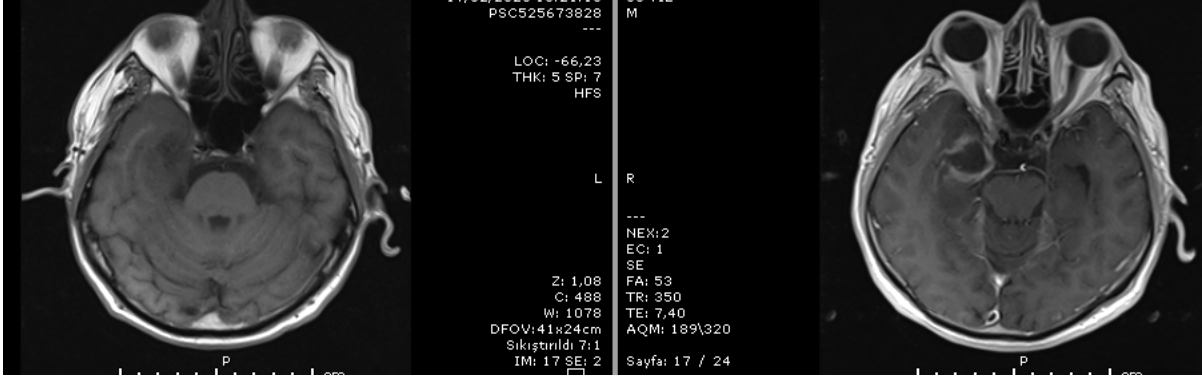 PSC525673828
---
LOC: -66,23
THK: 5 SP: 7
HFS
L
Z: 1,08
C: 488
W: 1078
DFOV:41x24cm
Sıkıştırıldı 7:1
IM: 17 SE: 2
P
cm
M
R
---
NEX:2
EC: 1
SE
FA: 53
TR: 350
TE: 7,40
AQM: 189\320
Sayfa: 17 / 24
P
cm